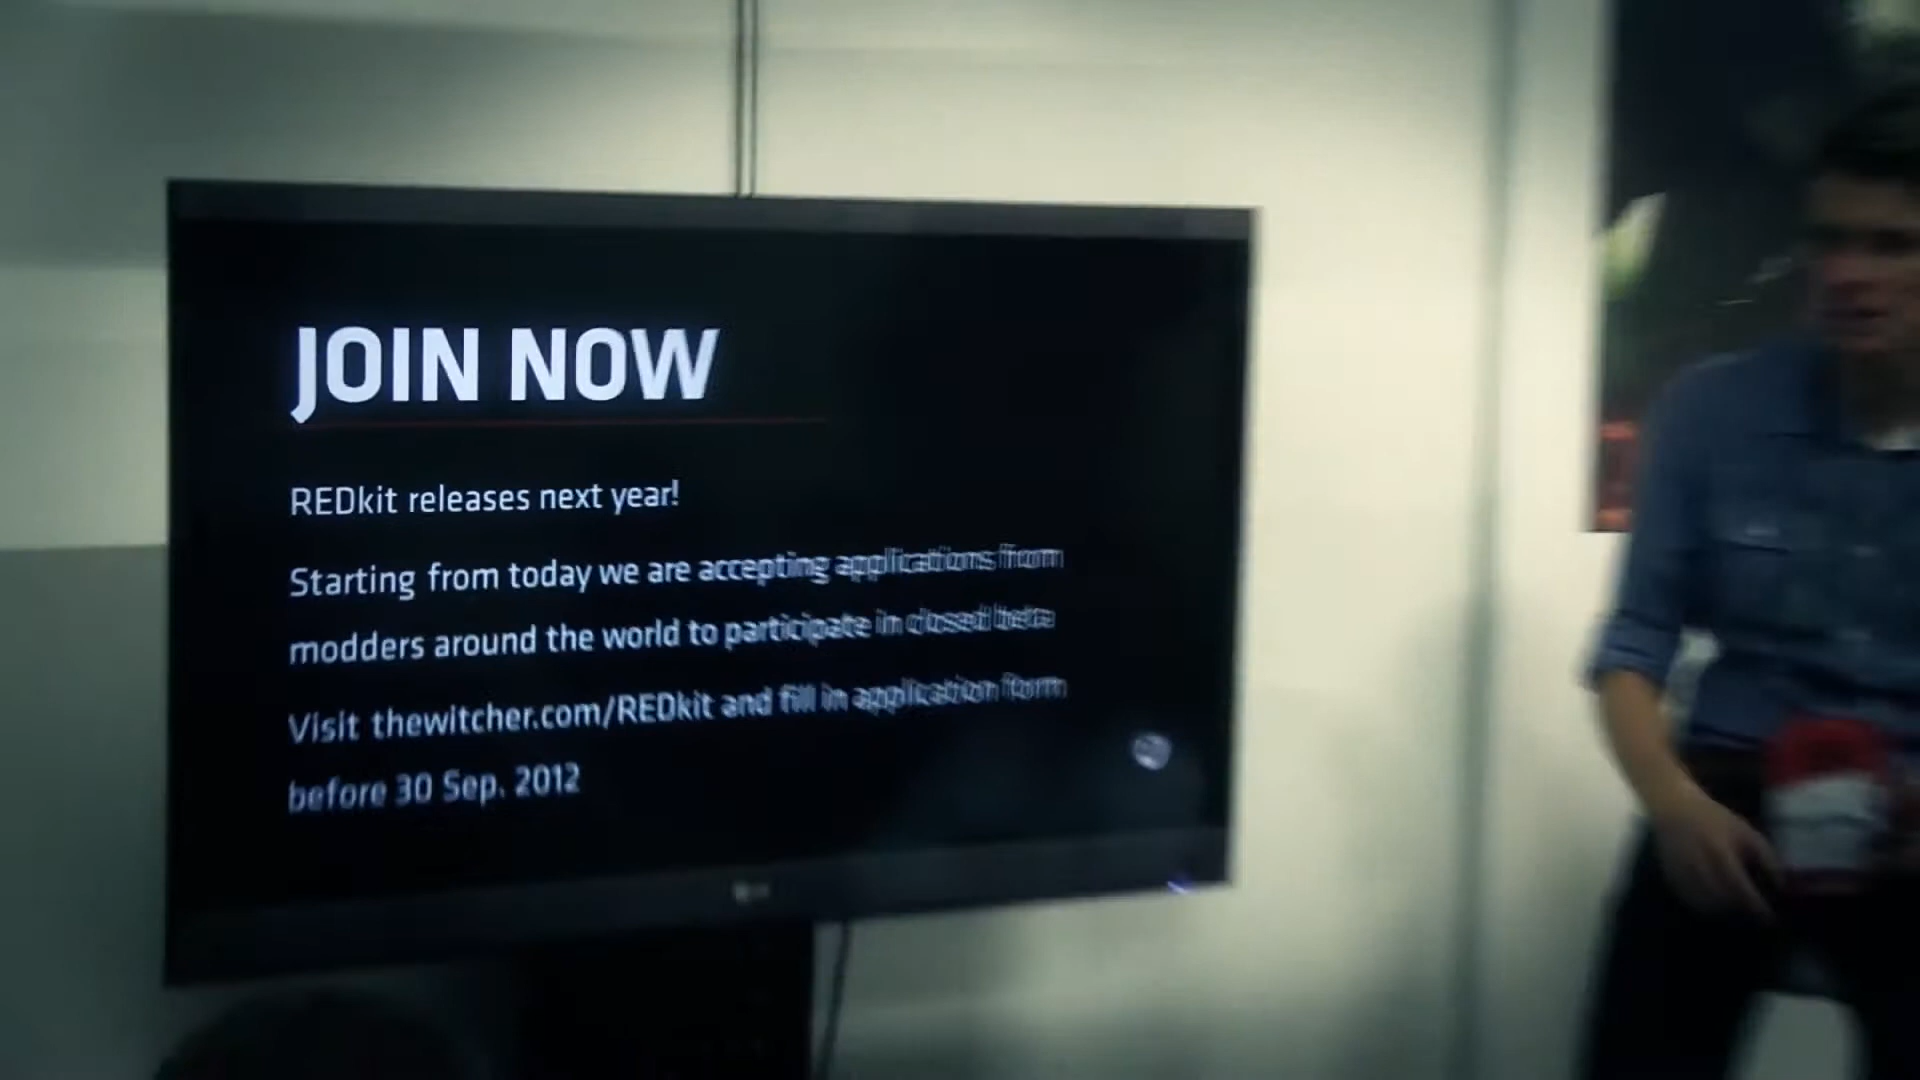 JOIN NOW
REDkit releases next year!
Starting from today we are accepting applications from
modders around the world to participate in closed beta
Visit thewitcher.com/REDkit and fill in application form
before 30 Sep. 2012